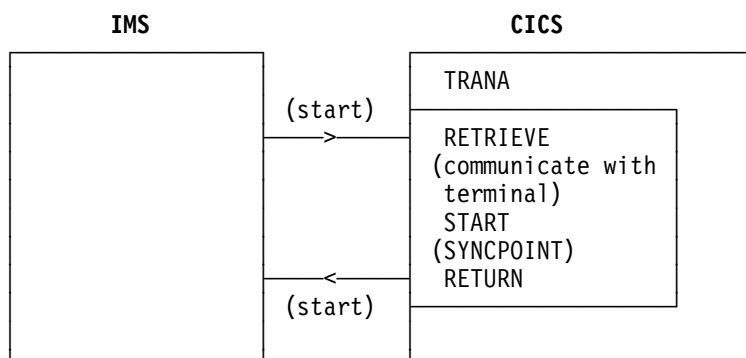 IMS
CICS
TRANA
(start)
>
RETRIEVE
(communicate with
terminal)
START
(SYNCPOINT)
RETURN
<
(start)